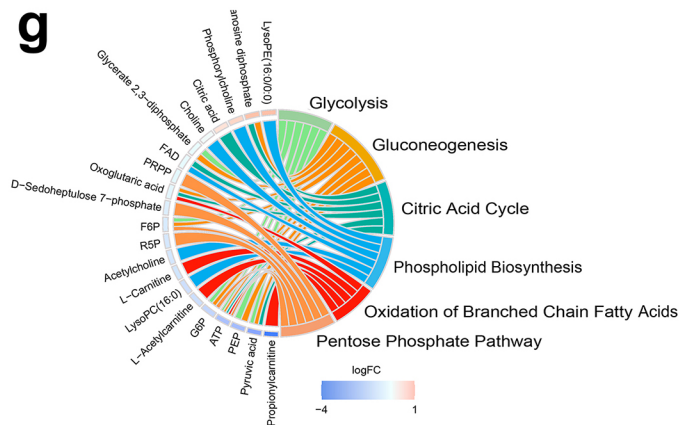 g
anosine diphosphate
LysoPE(16:0/0:0)
Phosphorylcholine
Citric acid
Choline
Glycerate 2,3−diphosphate
FAD
PRPP
Oxoglutaric acid
D−Sedoheptulose 7−phosphate
F6P
R5P
Acetylcholine
L−Carnitine
LysoPC(16:0)
L−Acetylcarnitine
G6P
ATP
PEP
Pyruvic acid
Propionylcarnitine
Glycolysis
Gluconeogenesis
Citric Acid Cycle
Phospholipid Biosynthesis
Oxidation of Branched Chain Fatty Acids
Pentose Phosphate Pathway
logFC
−4 1